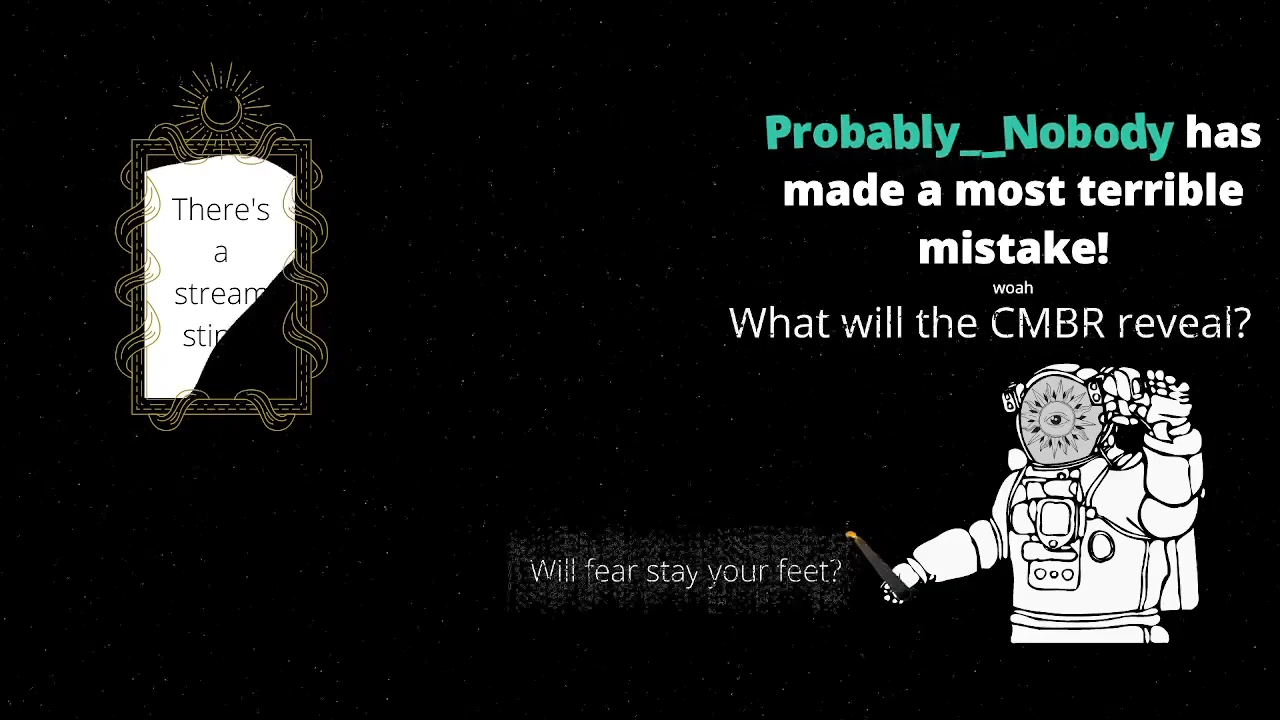 There's
a
stream
Probably__Nobody has
made a most terrible
mistake!
woah
What will the CMBR reveal?
Will fear stay your feet?